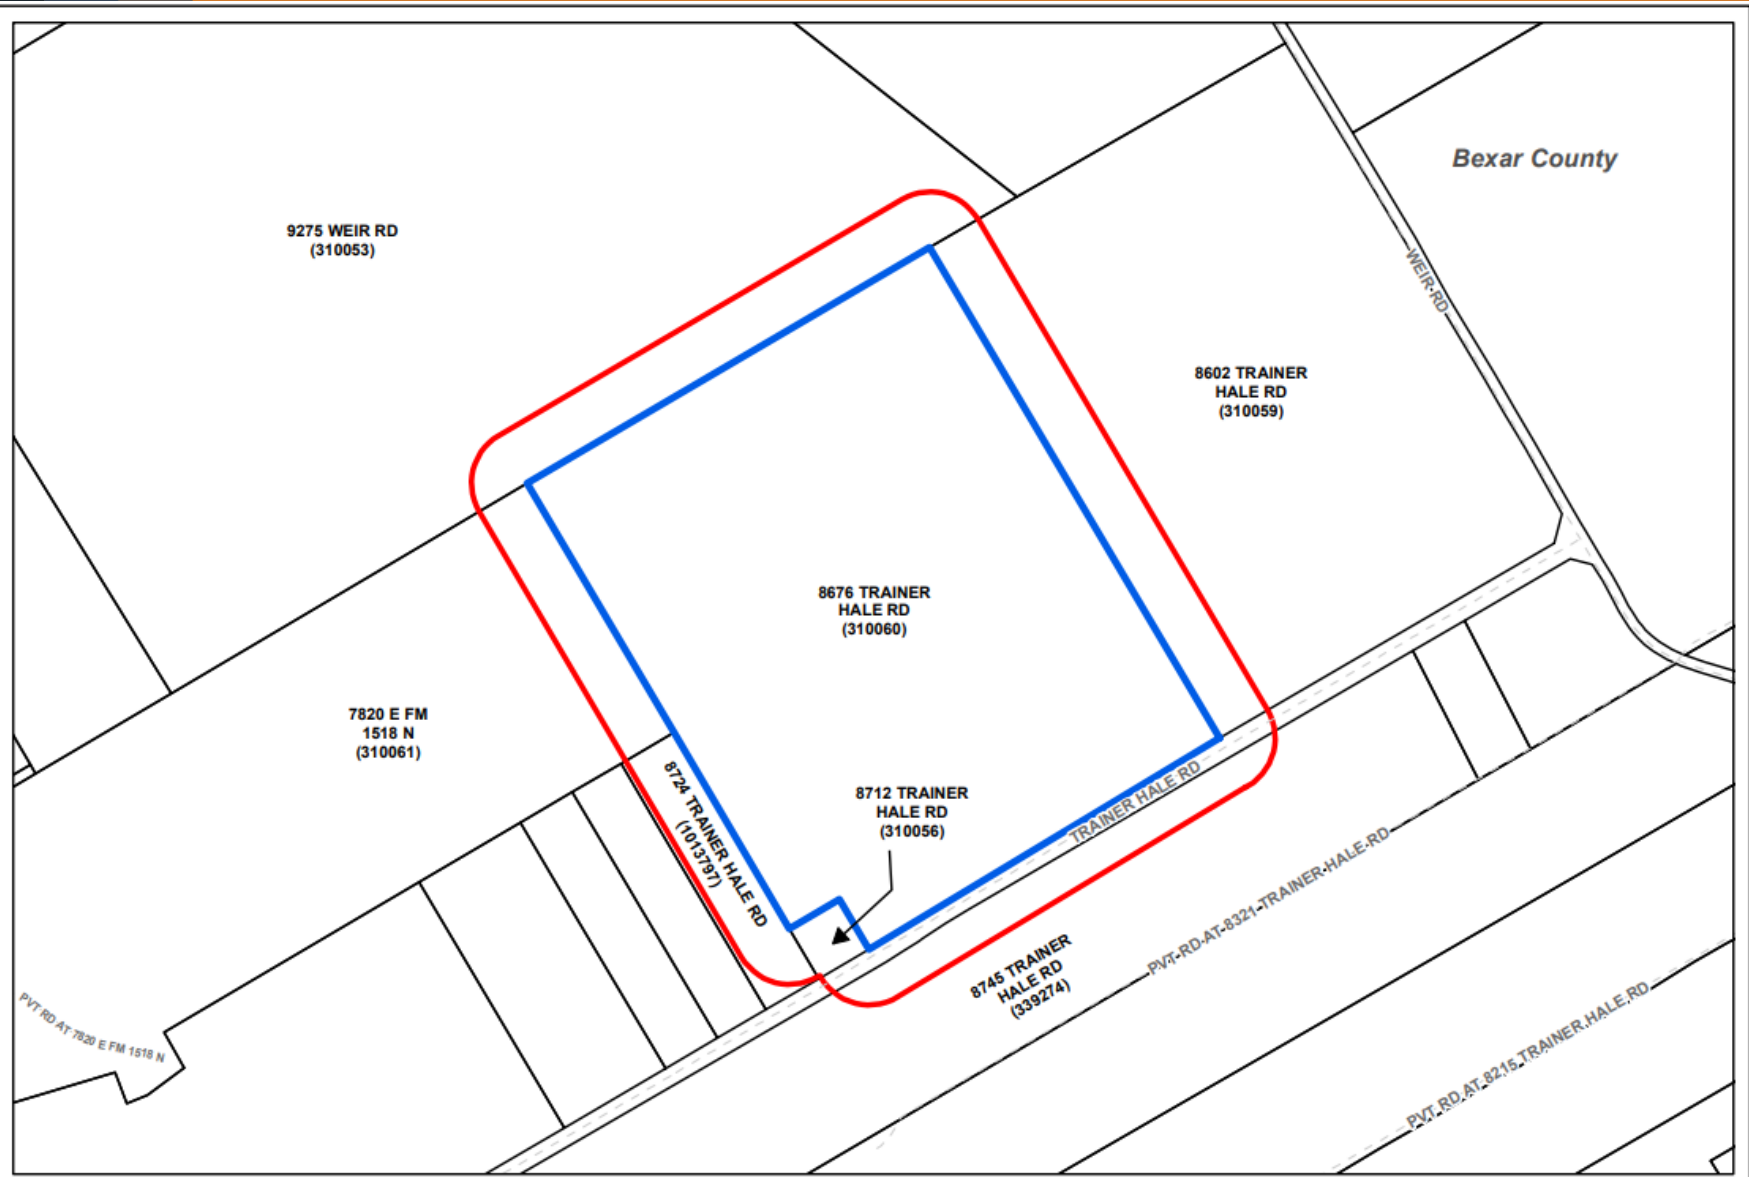 Bexar County
9275 WEIR RD
(310053)
WEIR RD
8602 TRAINER
HALE RD
(310059)
8676 TRAINER
HALE RD
(310060)
7820 E FM
1518 N
(310061)
8724 TRAINER HALE RD
(1013797)
8712 TRAINER
HALE RD
(310056)
TRAINER HALE RD
PVT RD AT 8321 TRAINER HALE RD
8745 TRAINER
HALE RD
(339274)
PVT RD AT 7820 E FM 1518 N
PVT RD AT 8215 TRAINER HALE RD